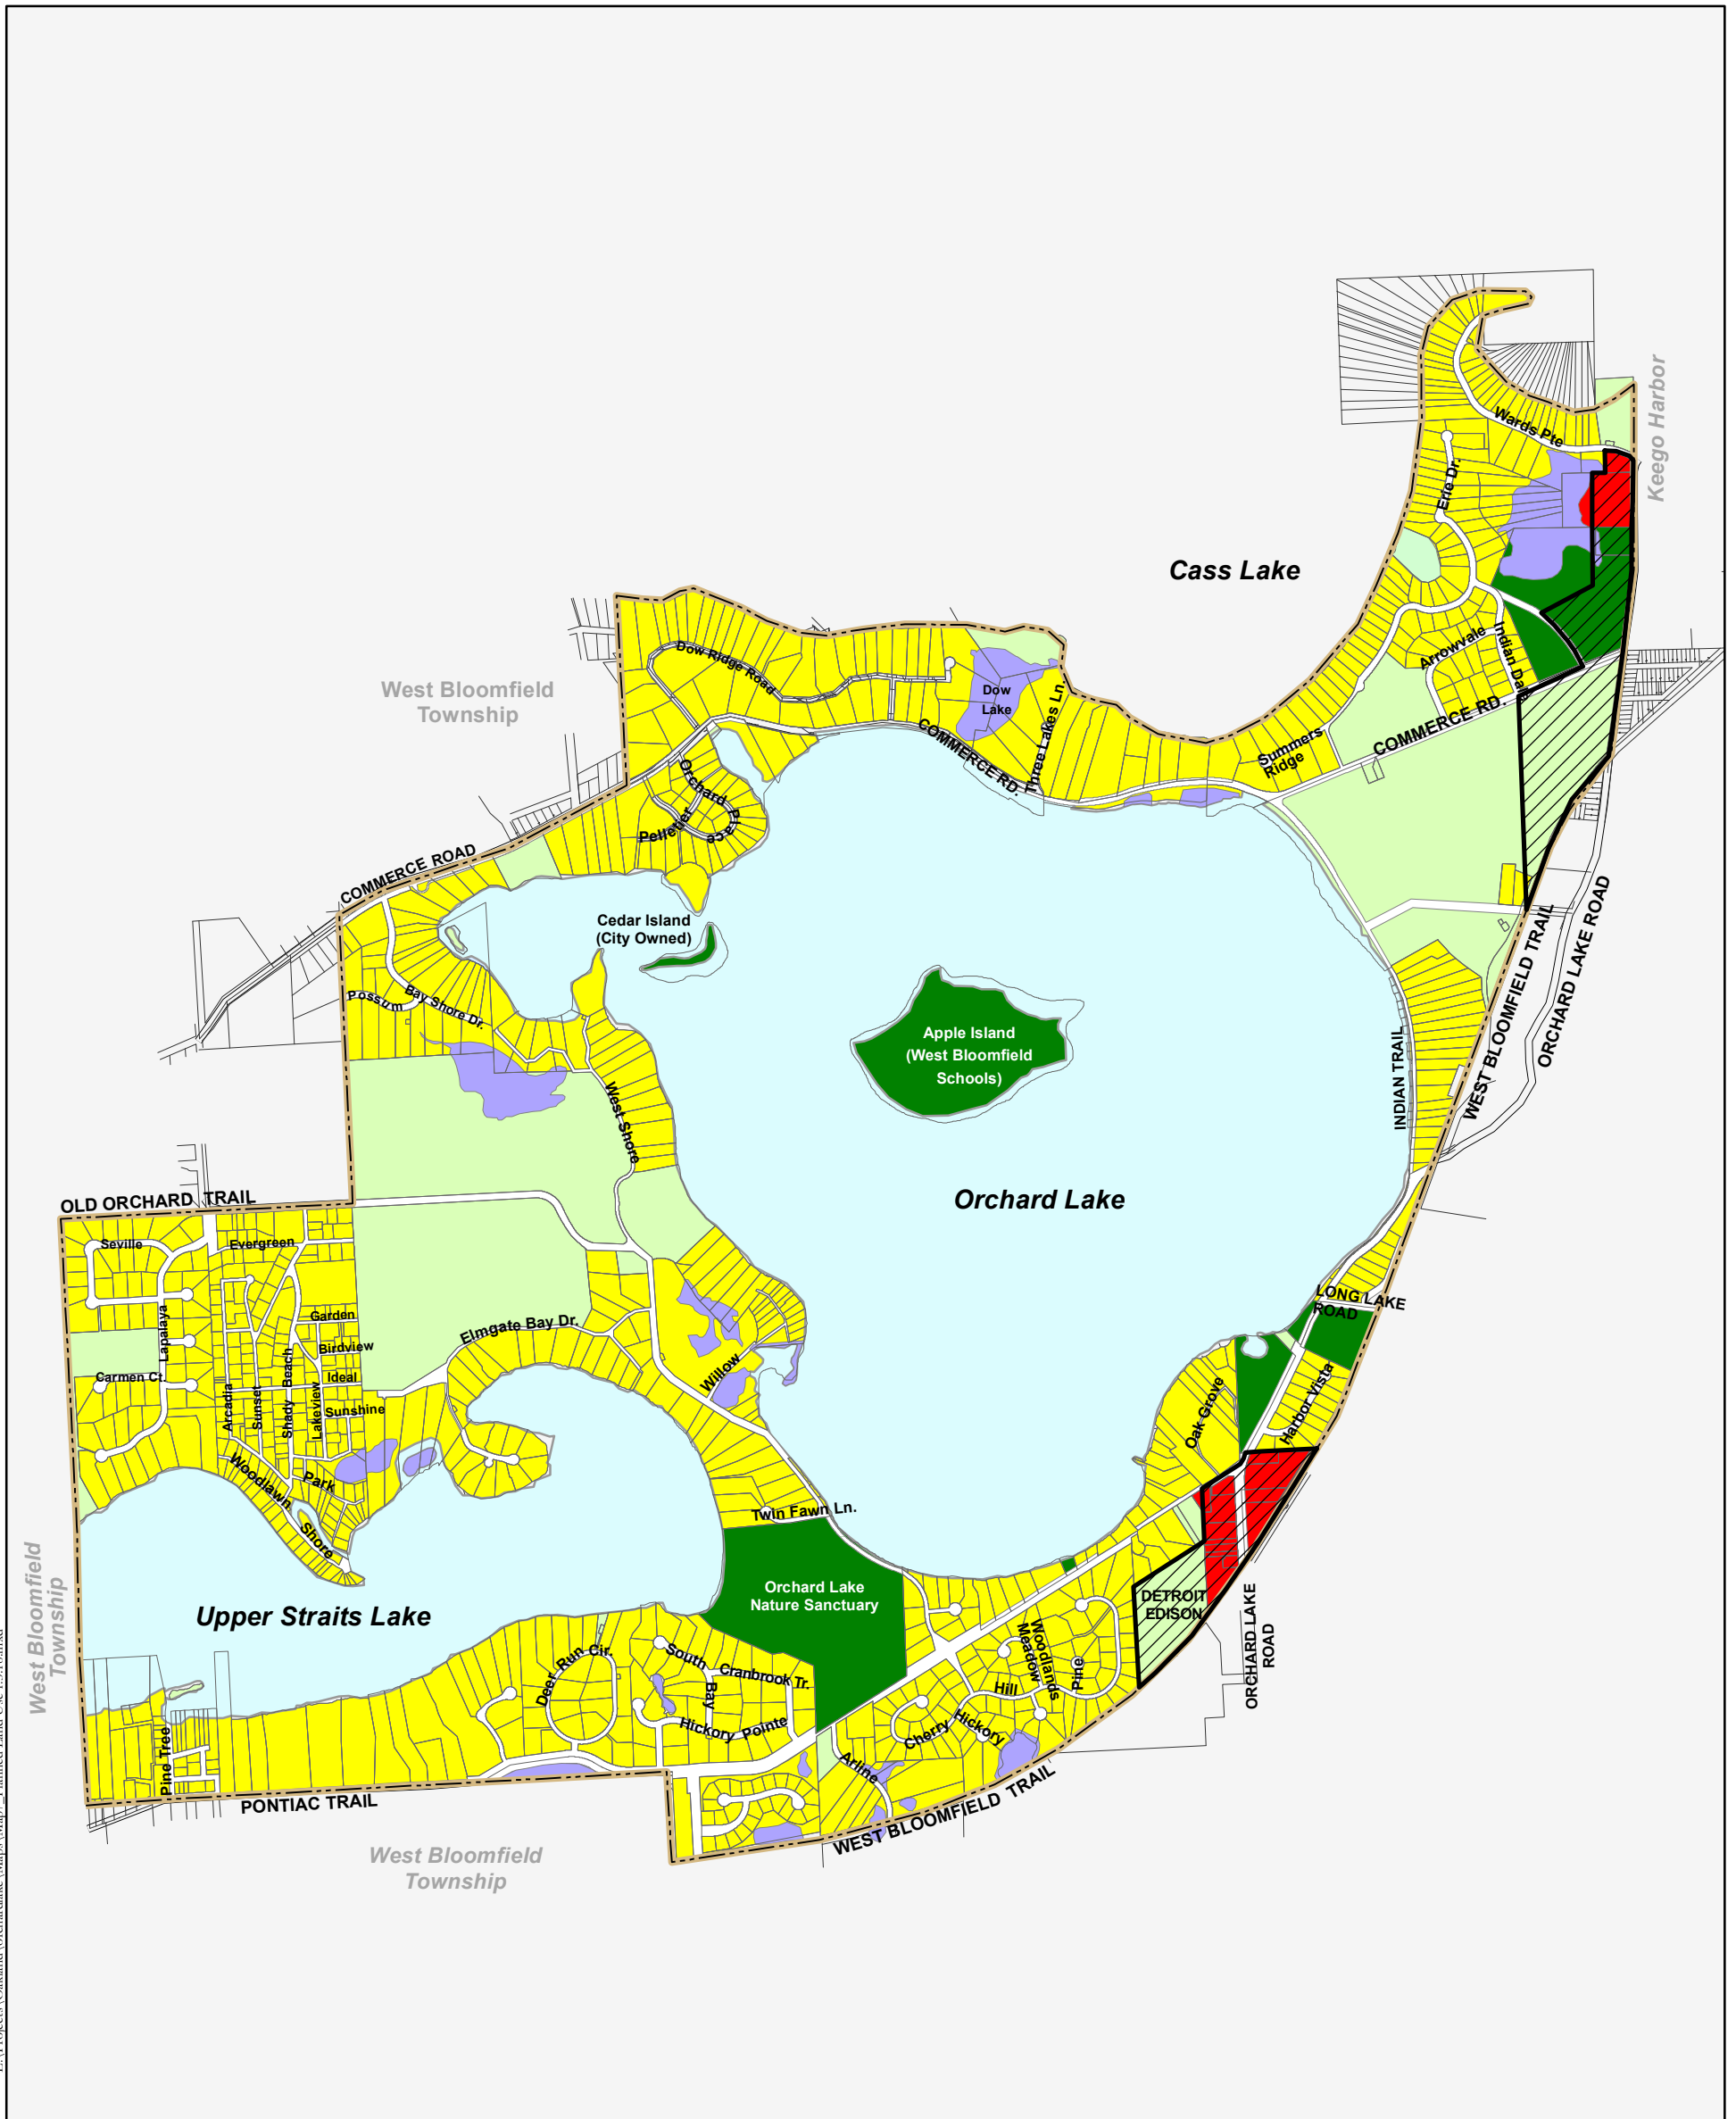 Keego Harbor
Wards Pte
Erie Dr.
Cass Lake
Arrowvale
Indian Dale
West Bloomfield
Township
Dow Ridge Road
Dow
Lake
Three Lakes Ln.
COMMERCE RD.
COMMERCE RD.
Summers
Ridge
Orchard Place
Pelletier
COMMERCE ROAD
Cedar Island
(City Owned)
Possum
Bay Shore Dr.
Apple Island
(West Bloomfield
Schools)
INDIAN TRAIL
WEST BLOOMFIELD TRAIL
ORCHARD LAKE ROAD
West Shore
OLD ORCHARD TRAIL
Orchard Lake
Seville
Evergreen
Lapalaya
Garden
Birdview
Ideal
Sunshine
Carmen Ct.
Arcadia
Sunset
Shady Beach
Lakeview
Elmgate Bay Dr.
Willow
LONG LAKE
ROAD
Oak Grove
Harbor Vista
Woodlawn
Park
Shore
Twin Fawn Ln.
Orchard Lake
Nature Sanctuary
DETROIT
EDISON
ORCHARD LAKE
ROAD
Upper Straits Lake
West Bloomfield
Township
Deer Run Cir.
South
Bay
Cranbrook Tr.
Hickory Pointe
Woodlands
Meadow
Pine
Hill
Cherry
Hickory
Arline
Pine Tree
PONTIAC TRAIL
WEST BLOOMFIELD TRAIL
West Bloomfield
Township